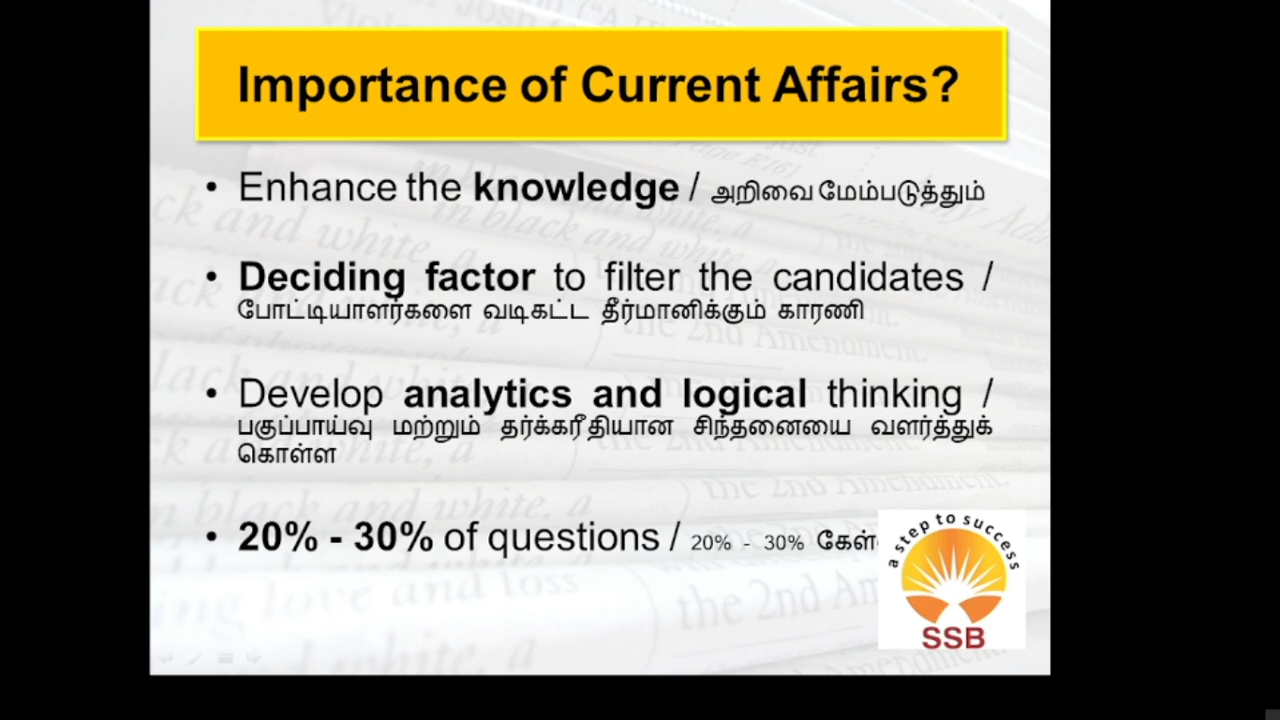 Importance of Current Affairs?
• Enhance the knowledge / அறிவை மேம்படுத்தும்
• Deciding factor to filter the candidates /
போட்டியாளர்களை வடிகட்ட தீர்மானிக்கும் காரணி
• Develop analytics and logical thinking /
பகுப்பாய்வு மற்றும் தர்க்கரீதியான சிந்தனையை வளர்த்துக்
கொள்ள
• 20% - 30% of questions / 20% - 30%
a step to success
SSB